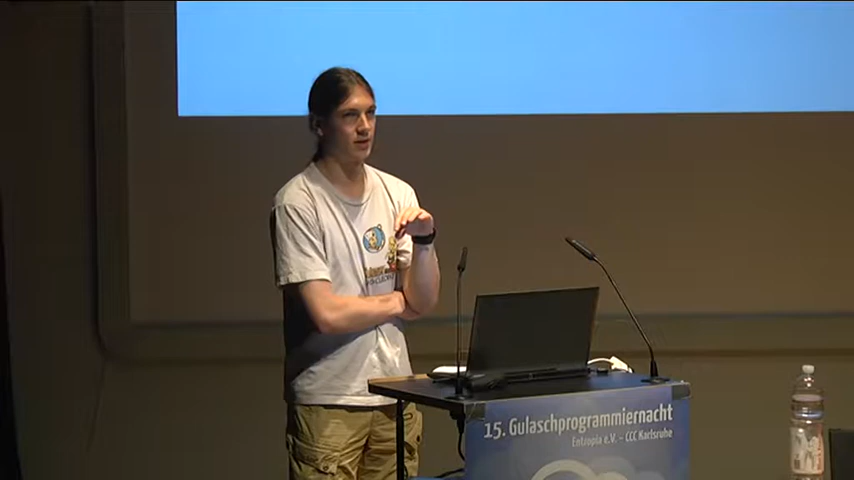 15. Gulaschprogrammiernacht
Entropia e.V. – CCC Karlsruhe